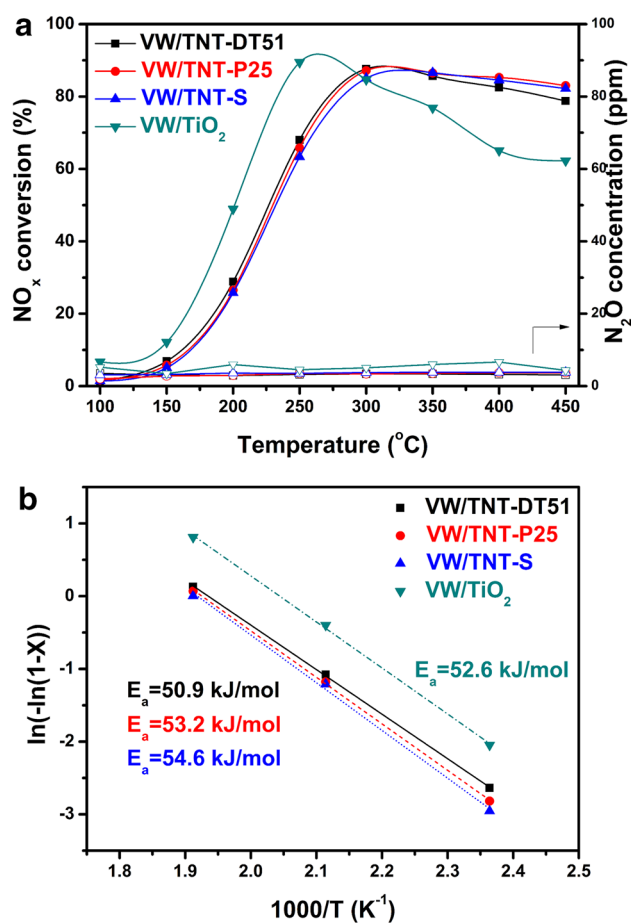 a
VW/TNT-DT51
VW/TNT-P25
VW/TNT-S
VW/TiO₂
NOₓ conversion (%)
100
80
60
40
20
0
N₂O concentration (ppm)
100
80
60
40
20
0
100 150 200 250 300 350 400 450
Temperature (°C)
b
VW/TNT-DT51
VW/TNT-P25
VW/TNT-S
VW/TiO₂
ln(-ln(1-X))
1
0
-1
-2
-3
Eₐ=52.6 kJ/mol
Eₐ=50.9 kJ/mol
Eₐ=53.2 kJ/mol
Eₐ=54.6 kJ/mol
1.8 1.9 2.0 2.1 2.2 2.3 2.4 2.5
1000/T (K⁻¹)